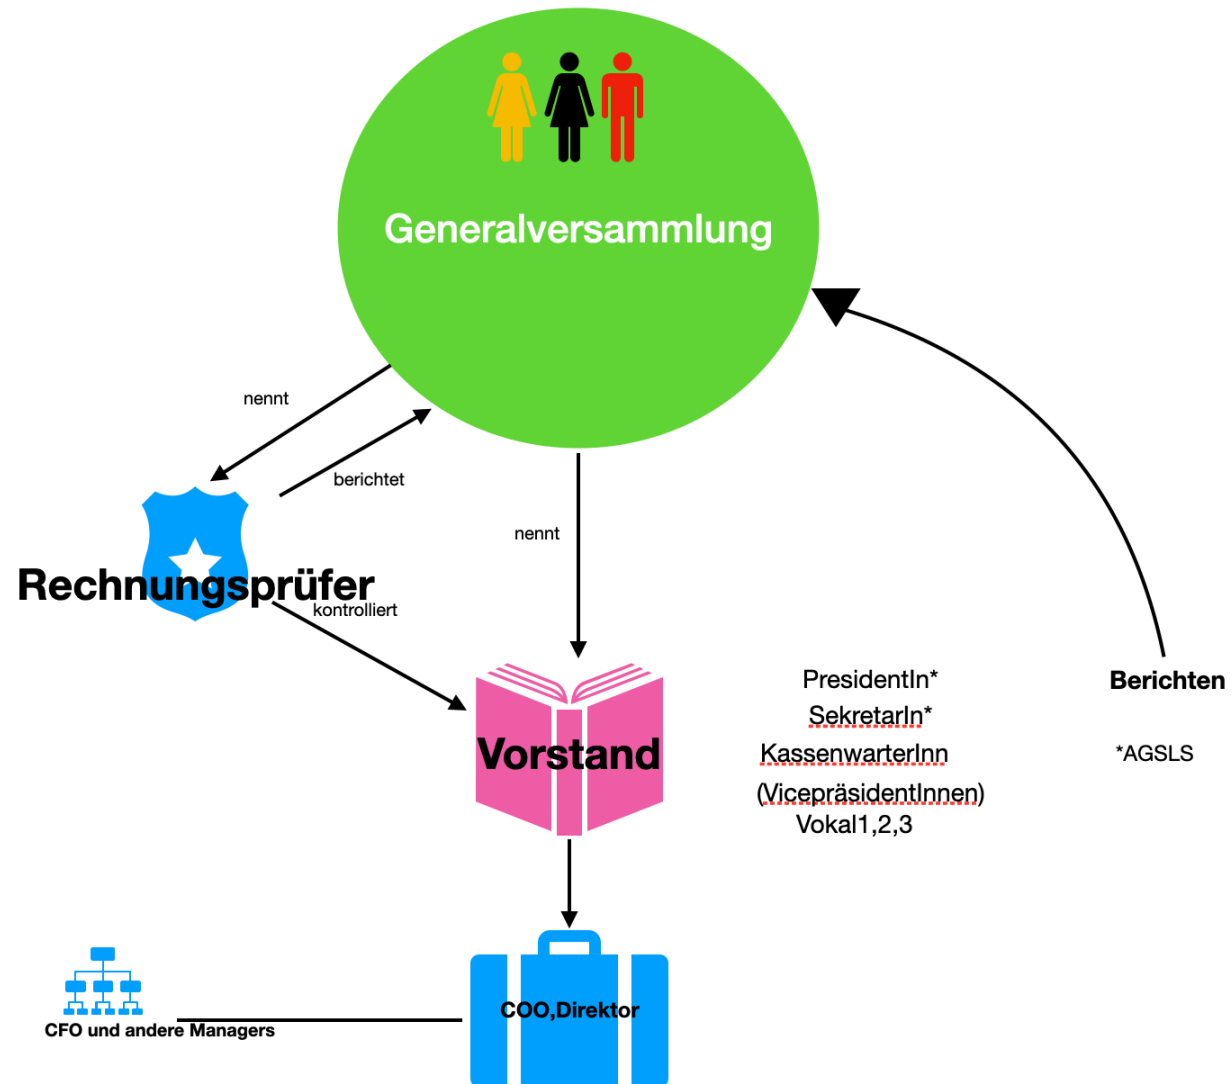 Generalversammlung
nennt
berichtet
nennt
Rechnungsprüfer
kontrolliert
PresidentIn*
Berichten
SekretarIn*
Vorstand
KassenwarterInn
*AGSLS
(VicepräsidentInnen)
Vokal1,2,3
COO,Direktor
CFO und andere Managers